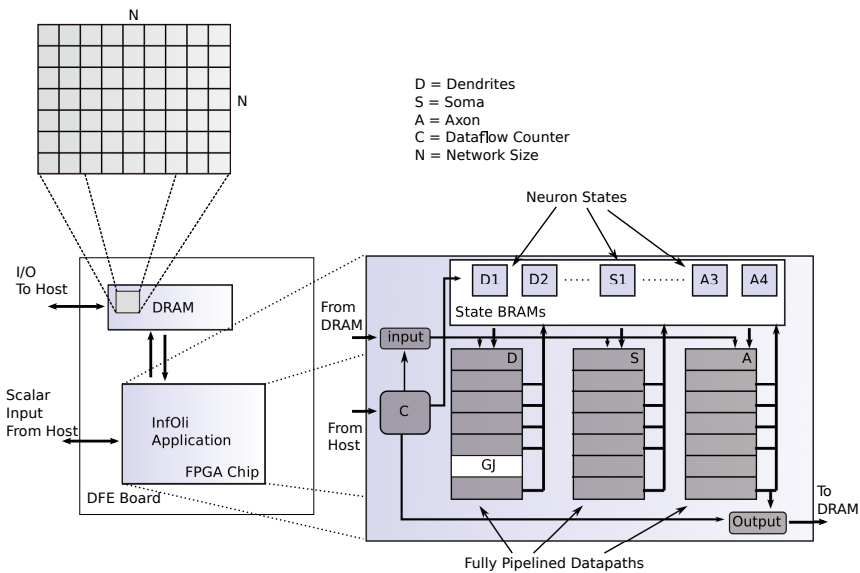 N
N
D = Dendrites
S = Soma
A = Axon
C = Dataflow Counter
N = Network Size
Neuron States
I/O
To Host
DRAM
D1 D2 ...... S1 ....... A3 A4
State BRAMs
From
DRAM
input
D S A
Scalar
Input
From Host
InfOli
Application
FPGA Chip
DFE Board
C
From
Host
GJ
Output
To
DRAM
Fully Pipelined Datapaths